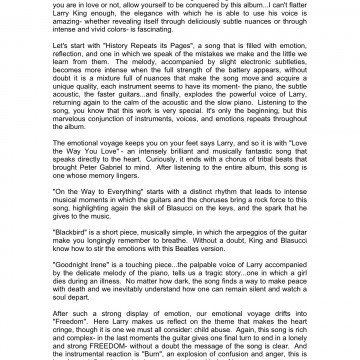 you are in love or not, allow yourself to be conquered by this album...I can't flatter
Larry King enough, the elegance with which he is able to use his voice is
amazing- whether revealing itself through deliciously subtle nuances or through
intense and vivid colors- is fascinating.
Let's start with "History Repeats its Pages", a song that is filled with emotion,
reflection, and one in which we speak of the mistakes we make and the little we
learn from them. The melody, accompanied by slight electronic subtleties,
becomes more intense when the full strength of the battery appears, without
doubt it is a mixture full of nuances that make the song move and acquire a
unique quality, each instrument seems to have its moment- the piano, the subtle
acoustic, the faster guitars...and finally, explodes the powerful voice of Larry,
returning again to the calm of the acoustic and the slow piano. Listening to the
song, you know that this work is very special. It's only the beginning, but this
marvelous conjunction of instruments, voices, and emotions repeats throughout
the album.
The emotional voyage keeps you on your feet says Larry, and so it is with "Love
the Way You Love" - an intensely brilliant and musically fantastic song that
speaks directly to the heart. Curiously, it ends with a chorus of tribal beats that
brought Peter Gabriel to mind. After listening to the entire album, this song is
one whose memory lingers.
"On the Way to Everything" starts with a distinct rhythm that leads to intense
musical moments in which the guitars and the choruses bring a rock force to this
song, highlighting again the skill of Blasucci on the keys, and the spark that he
gives to the music.
"Blackbird" is a short piece, musically simple, in which the arpeggios of the guitar
make you longingly remember to breathe. Without a doubt, King and Blasucci
know how to stir the emotions with this Beatles version.
"Goodnight Irene" is a touching piece...the palpable voice of Larry accompanied
by the delicate melody of the piano, tells us a tragic story...one in which a girl
dies during an illness. No matter how dark, the song finds a way to make peace
with death and we inevitably understand how one can remain silent and watch a
soul depart.
After such a strong display of emotion, our emotional voyage drifts into
"Freedom". Here Larry makes us reflect on the theme that makes the heart
cringe, though it is one we must all consider: child abuse. Again, this song is rich
and complex- in the last moments the guitar gives one final turn to end in a lonely
and strong FREEDOM- without a doubt the message of the song is clear. And
the instrumental reaction is "Burn", an explosion of confusion and anger, this is